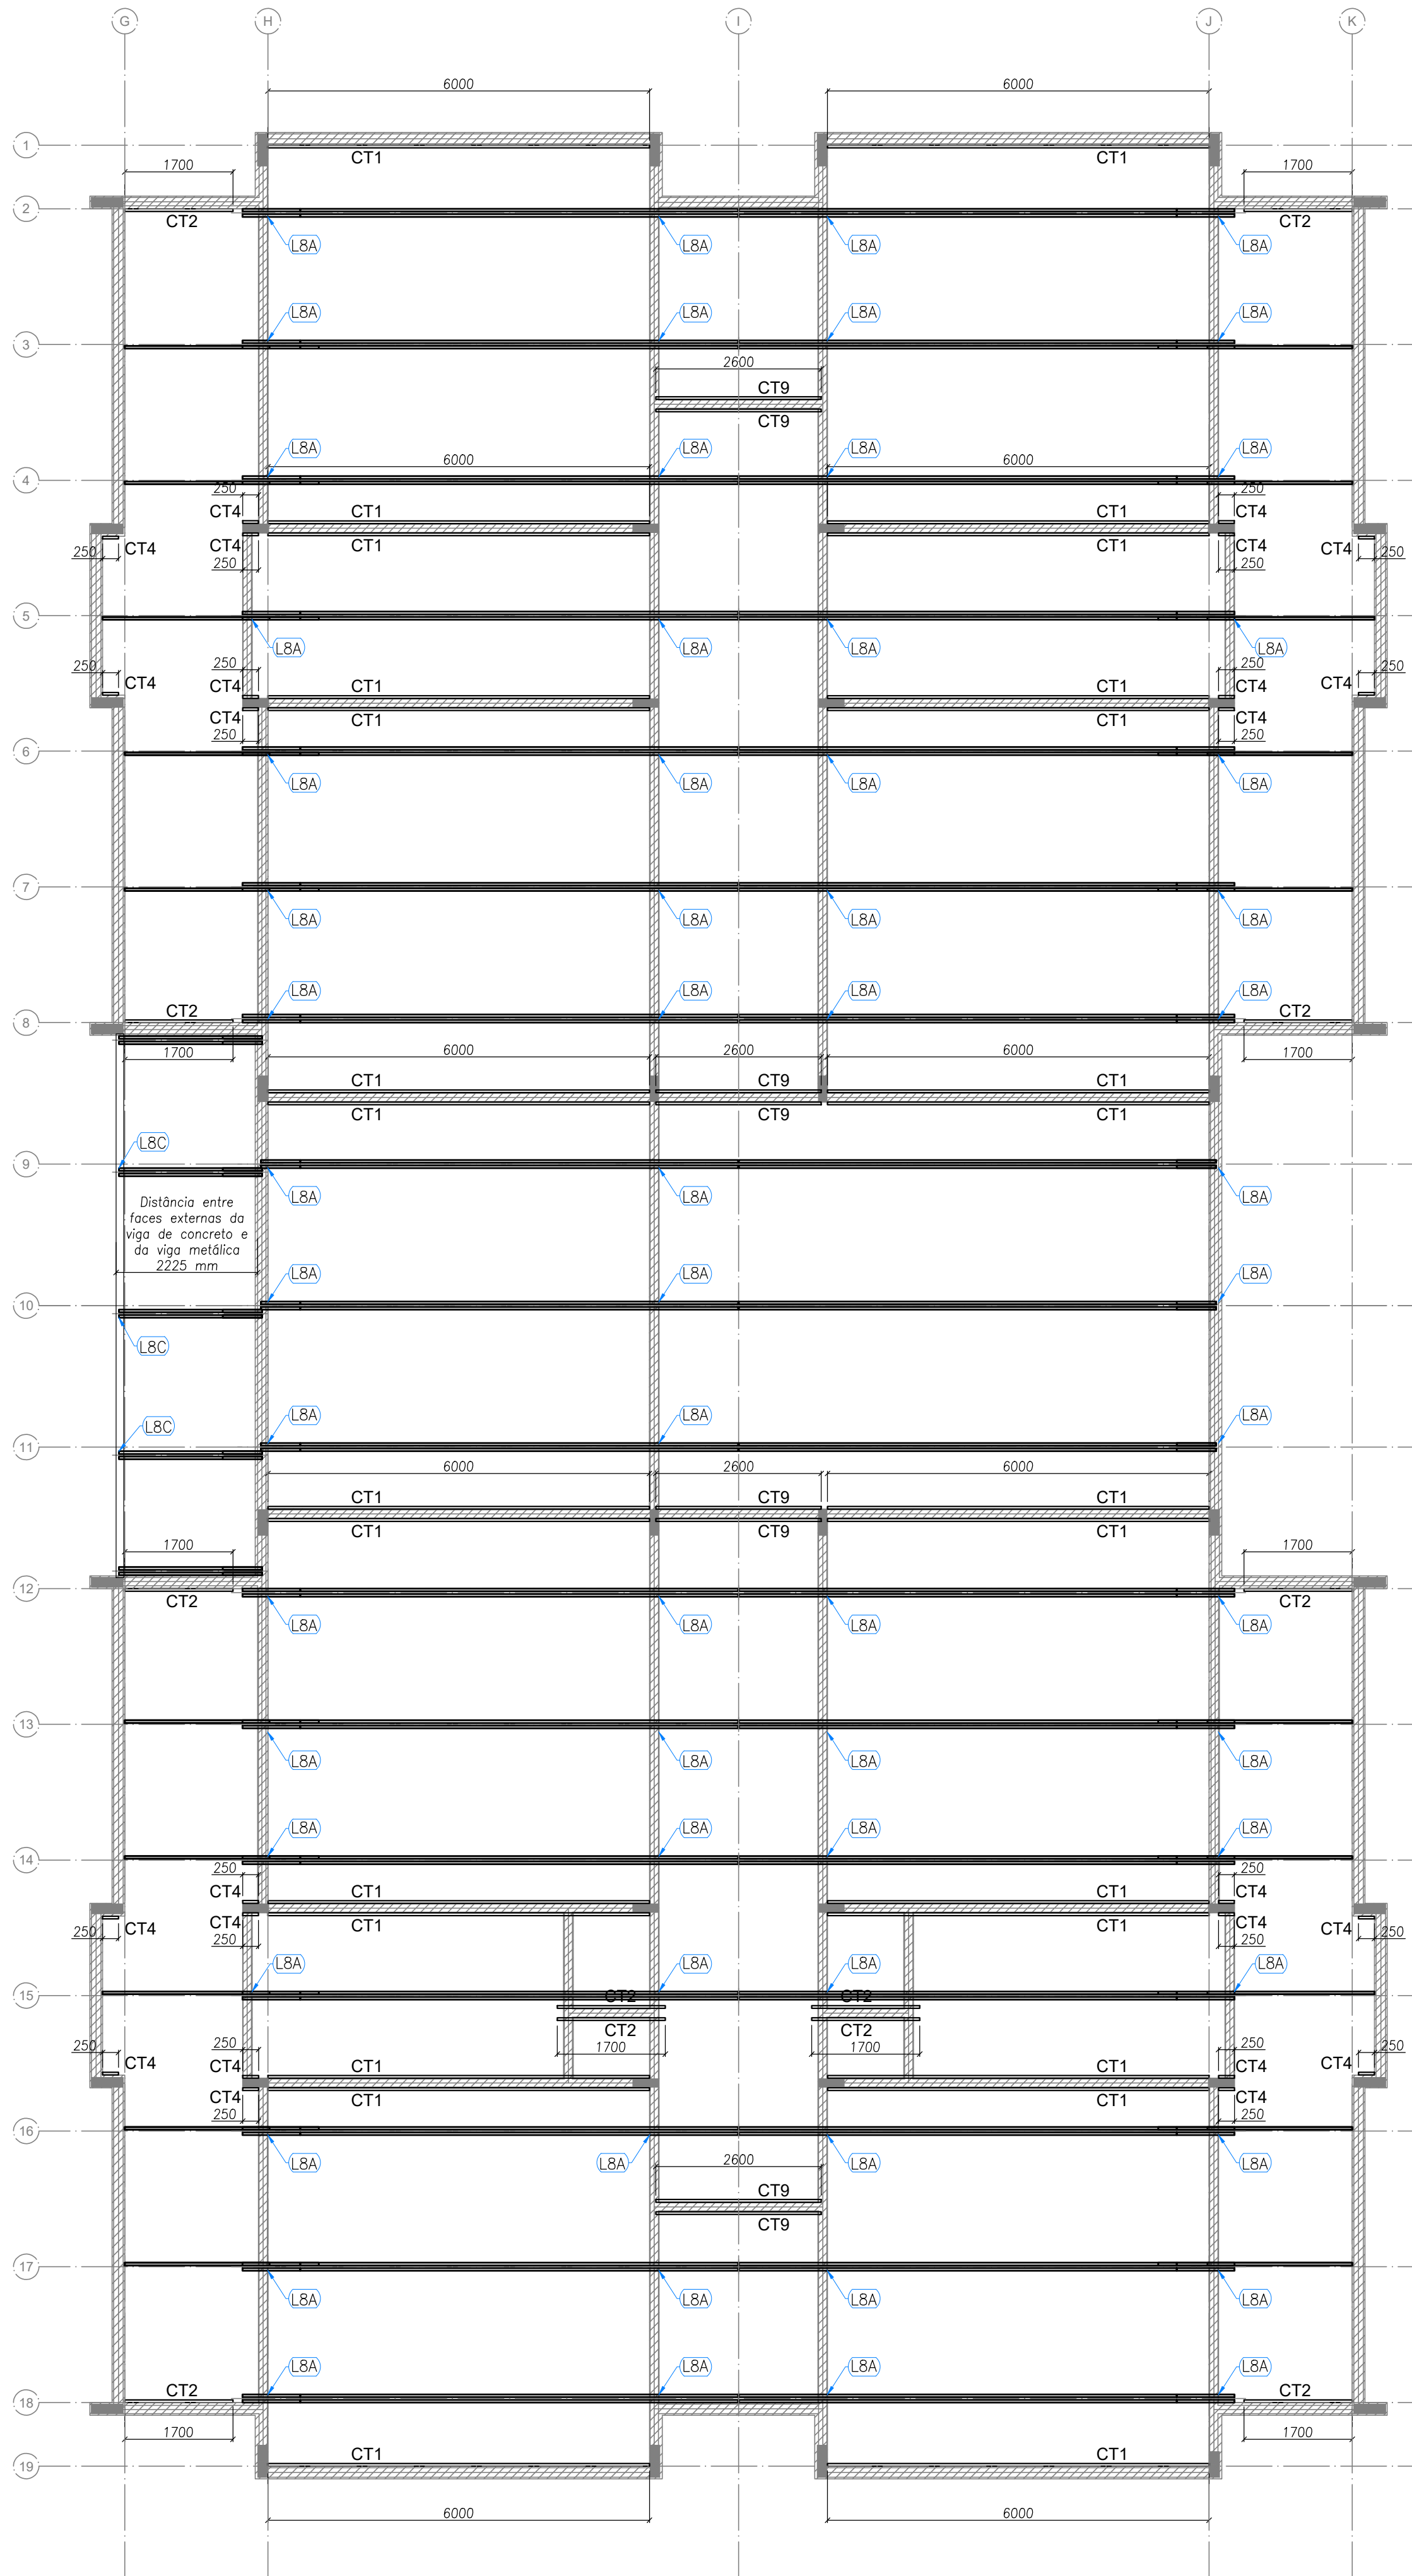 G H I J K
6000 6000
1
CT1 CT1
1700 1700
2
CT2 CT2
L8A L8A L8A L8A
L8A L8A L8A L8A
3
2600
CT9
CT9
L8A L8A L8A L8A
6000 6000
4
250 250
CT4 CT1 CT1 CT4
250 CT4 CT4 CT1 CT1 CT4 CT4 250
250 250
5
L8A L8A L8A L8A
250 250 250 250
CT4 CT4 CT1 CT1 CT4 CT4
CT4 CT1 CT1 CT4
250 250
6
L8A L8A L8A L8A
7
L8A L8A L8A L8A
L8A L8A L8A L8A
CT2 CT2
8
1700 6000 2600 6000 1700
CT1 CT9 CT1
CT1 CT9 CT1
L8C
9
L8A L8A L8A
Distância entre
faces externas da
viga de concreto e
da viga metálica
2225 mm
L8A L8A L8A
10
L8C
L8C L8A L8A L8A
11
6000 2600 6000
CT1 CT9 CT1
CT1 CT9 CT1
1700 1700
12
CT2 CT2
L8A L8A L8A L8A
13
L8A L8A L8A L8A
L8A L8A L8A L8A
14
250 250
CT4 CT1 CT1 CT4
250 CT4 CT4 CT1 CT1 CT4 CT4 250
250 250
L8A L8A L8A L8A
15
CT2 CT2
CT2 CT2
250 250 1700 1700 250 250
CT4 CT4 CT1 CT1 CT4 CT4
CT4 CT1 CT1 CT4
250 250
16
L8A L8A L8A L8A
2600
CT9
CT9
17
L8A L8A L8A L8A
L8A L8A L8A L8A
CT2 CT2
18
1700 1700
CT1 CT1
19
6000 6000